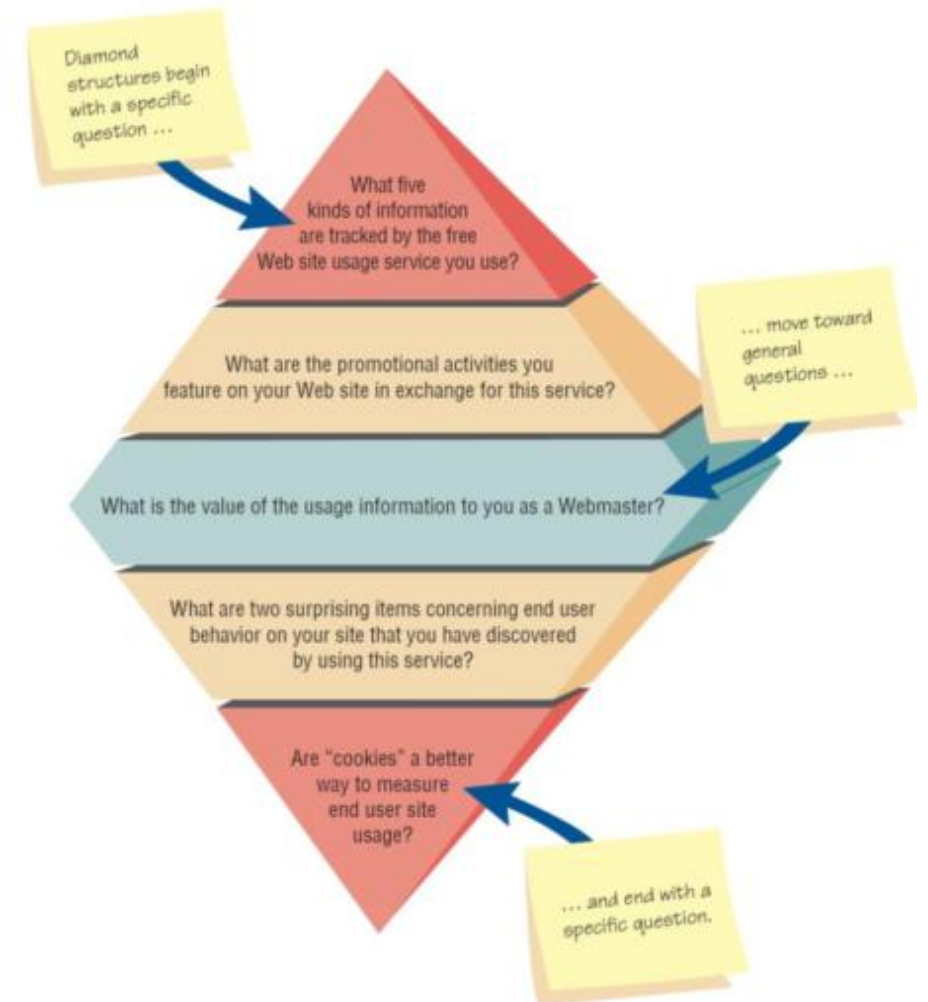 Diamond
structures begin
with a specific
question ...
What five
kinds of information
are tracked by the free
Web site usage service you use?
... move toward
general
questions ...
What are the promotional activities you
feature on your Web site in exchange for this service?
What is the value of the usage information to you as a Webmaster?
What are two surprising items concerning end user
behavior on your site that you have discovered
by using this service?
Are “cookies” a better
way to measure
end user site
usage?
... and end with a
specific question.